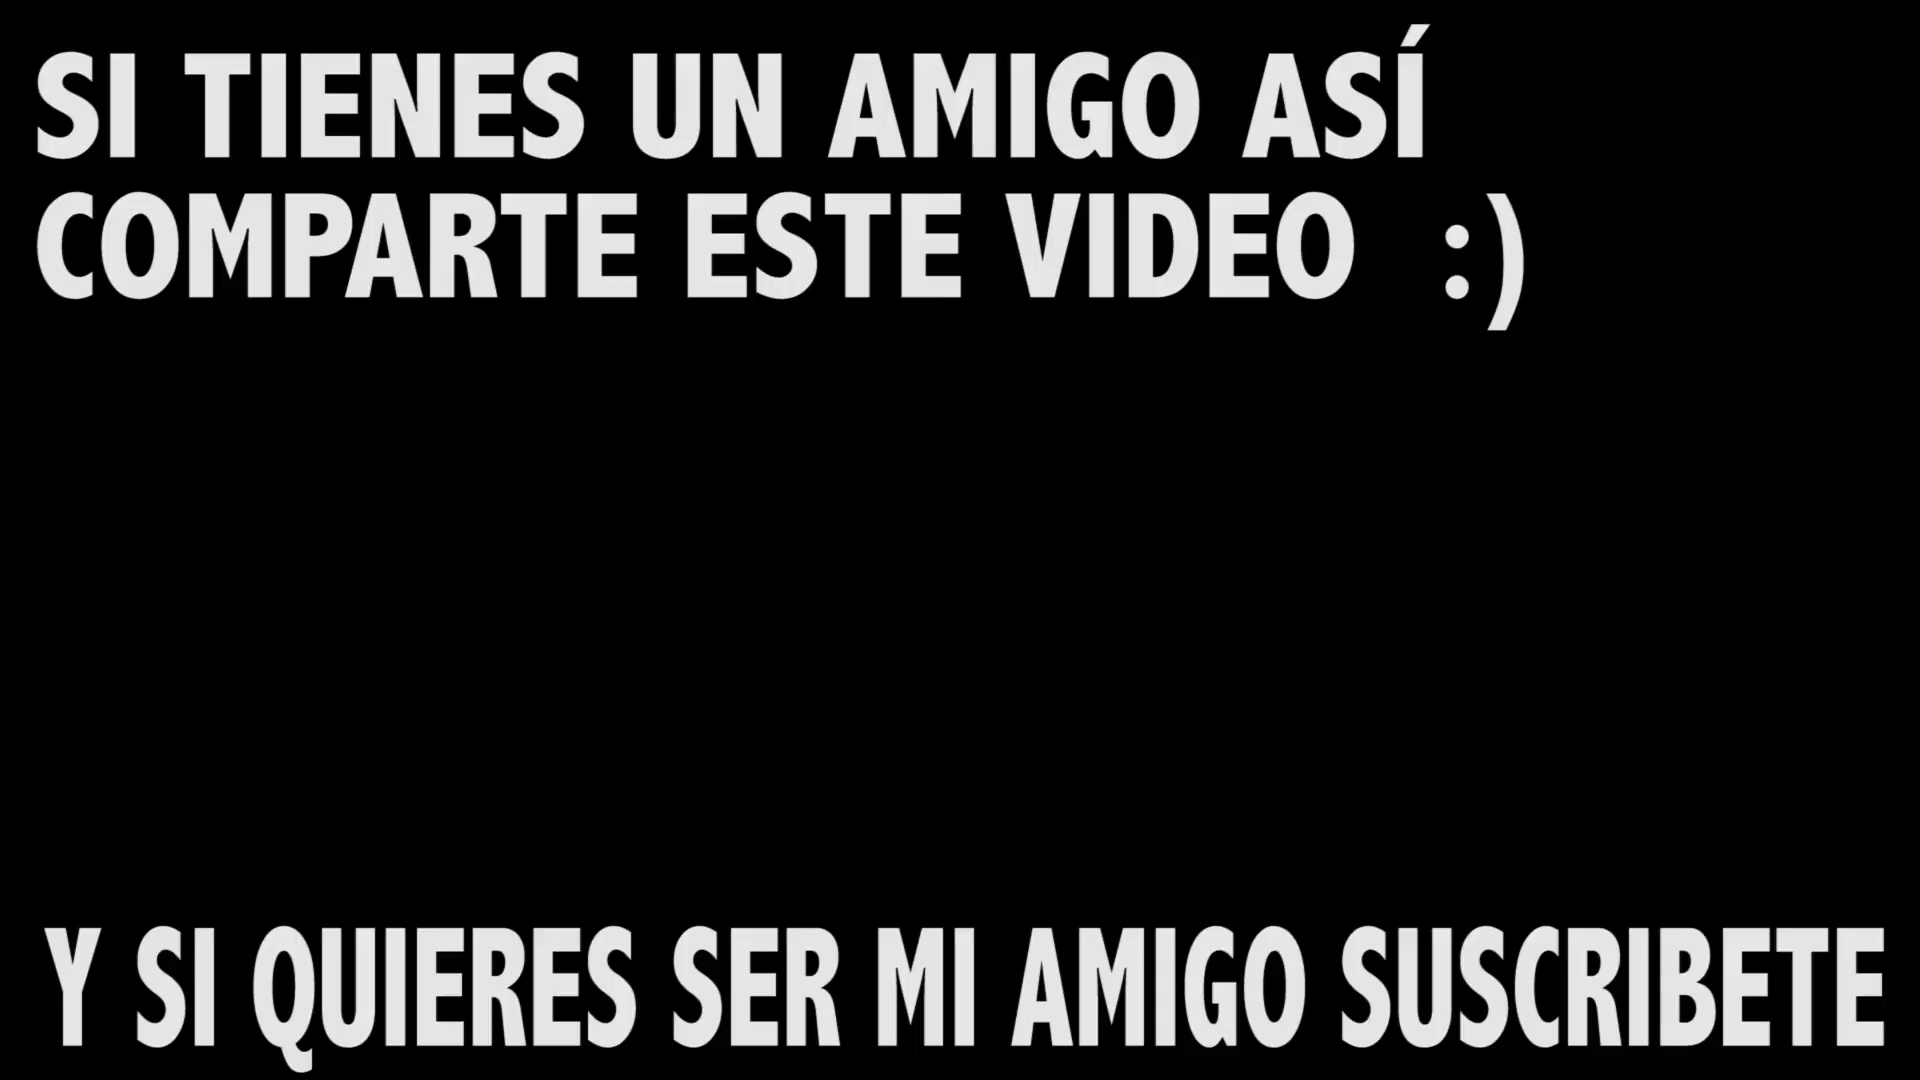 SI TIENES UN AMIGO ASÍ
COMPARTE ESTE VIDEO :)
Y SI QUIERES SER MI AMIGO SUSCRIBETE